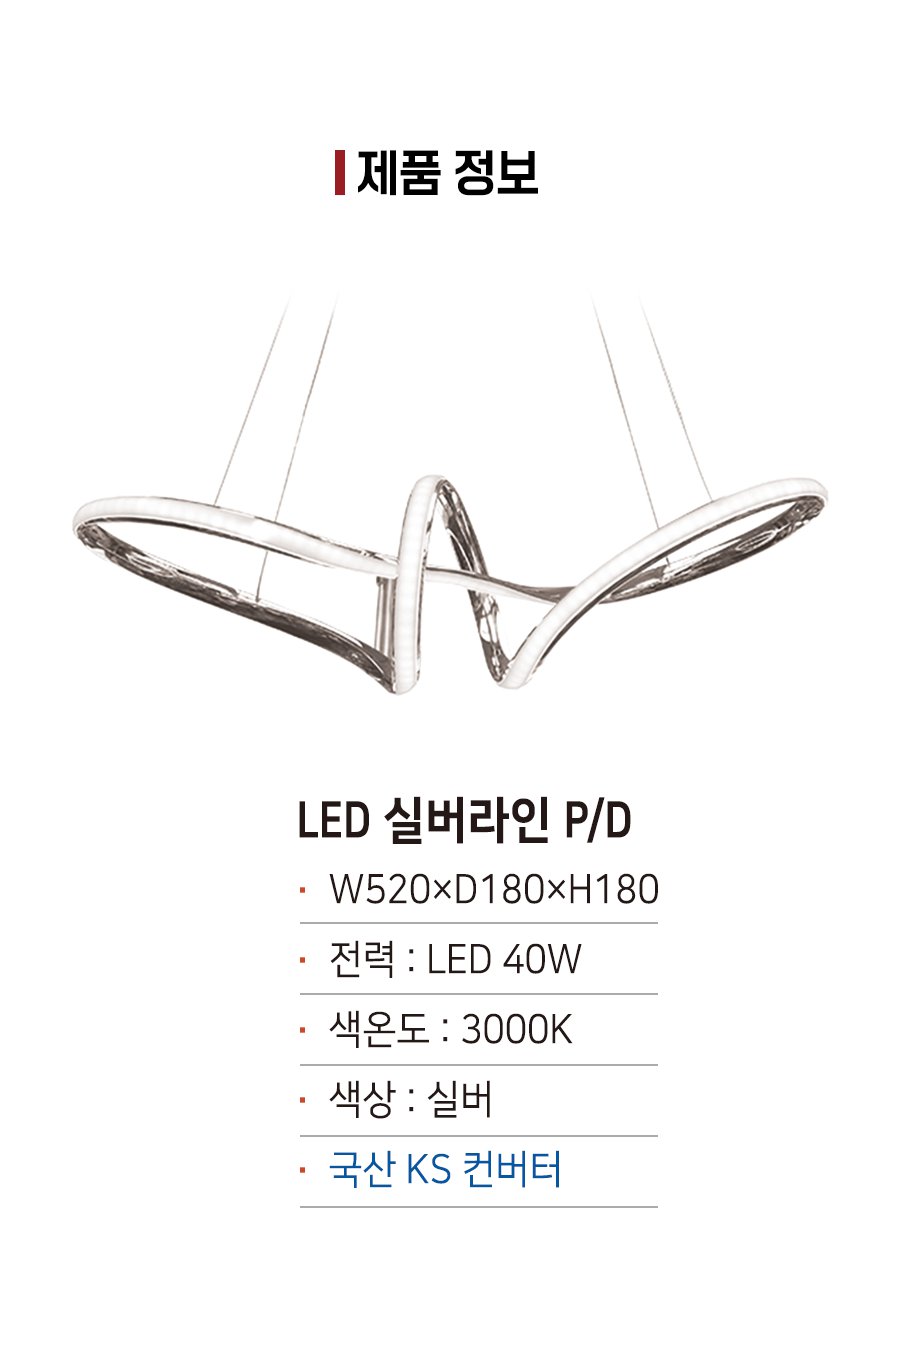 제품 정보
LED 실버라인 P/D
· W520×D180×H180
· 전력 : LED 40W
· 색온도 : 3000K
· 색상 : 실버
· 국산 KS 컨버터